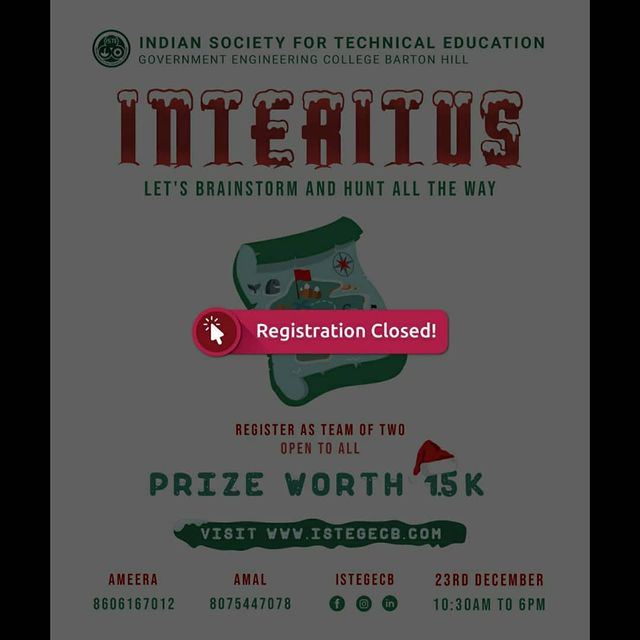 INDIAN SOCIETY FOR TECHNICAL EDUCATION
GOVERNMENT ENGINEERING COLLEGE BARTON HILL
INTERITUS
LET'S BRAINSTORM AND HUNT ALL THE WAY
Registration Closed!
REGISTER AS TEAM OF TWO
OPEN TO ALL
PRIZE WORTH 1.5K
VISIT WWW.ISTEGECB.COM
AMEERA
8606167012
AMAL
8075447078
ISTEGECB
23RD DECEMBER
10:30AM TO 6PM